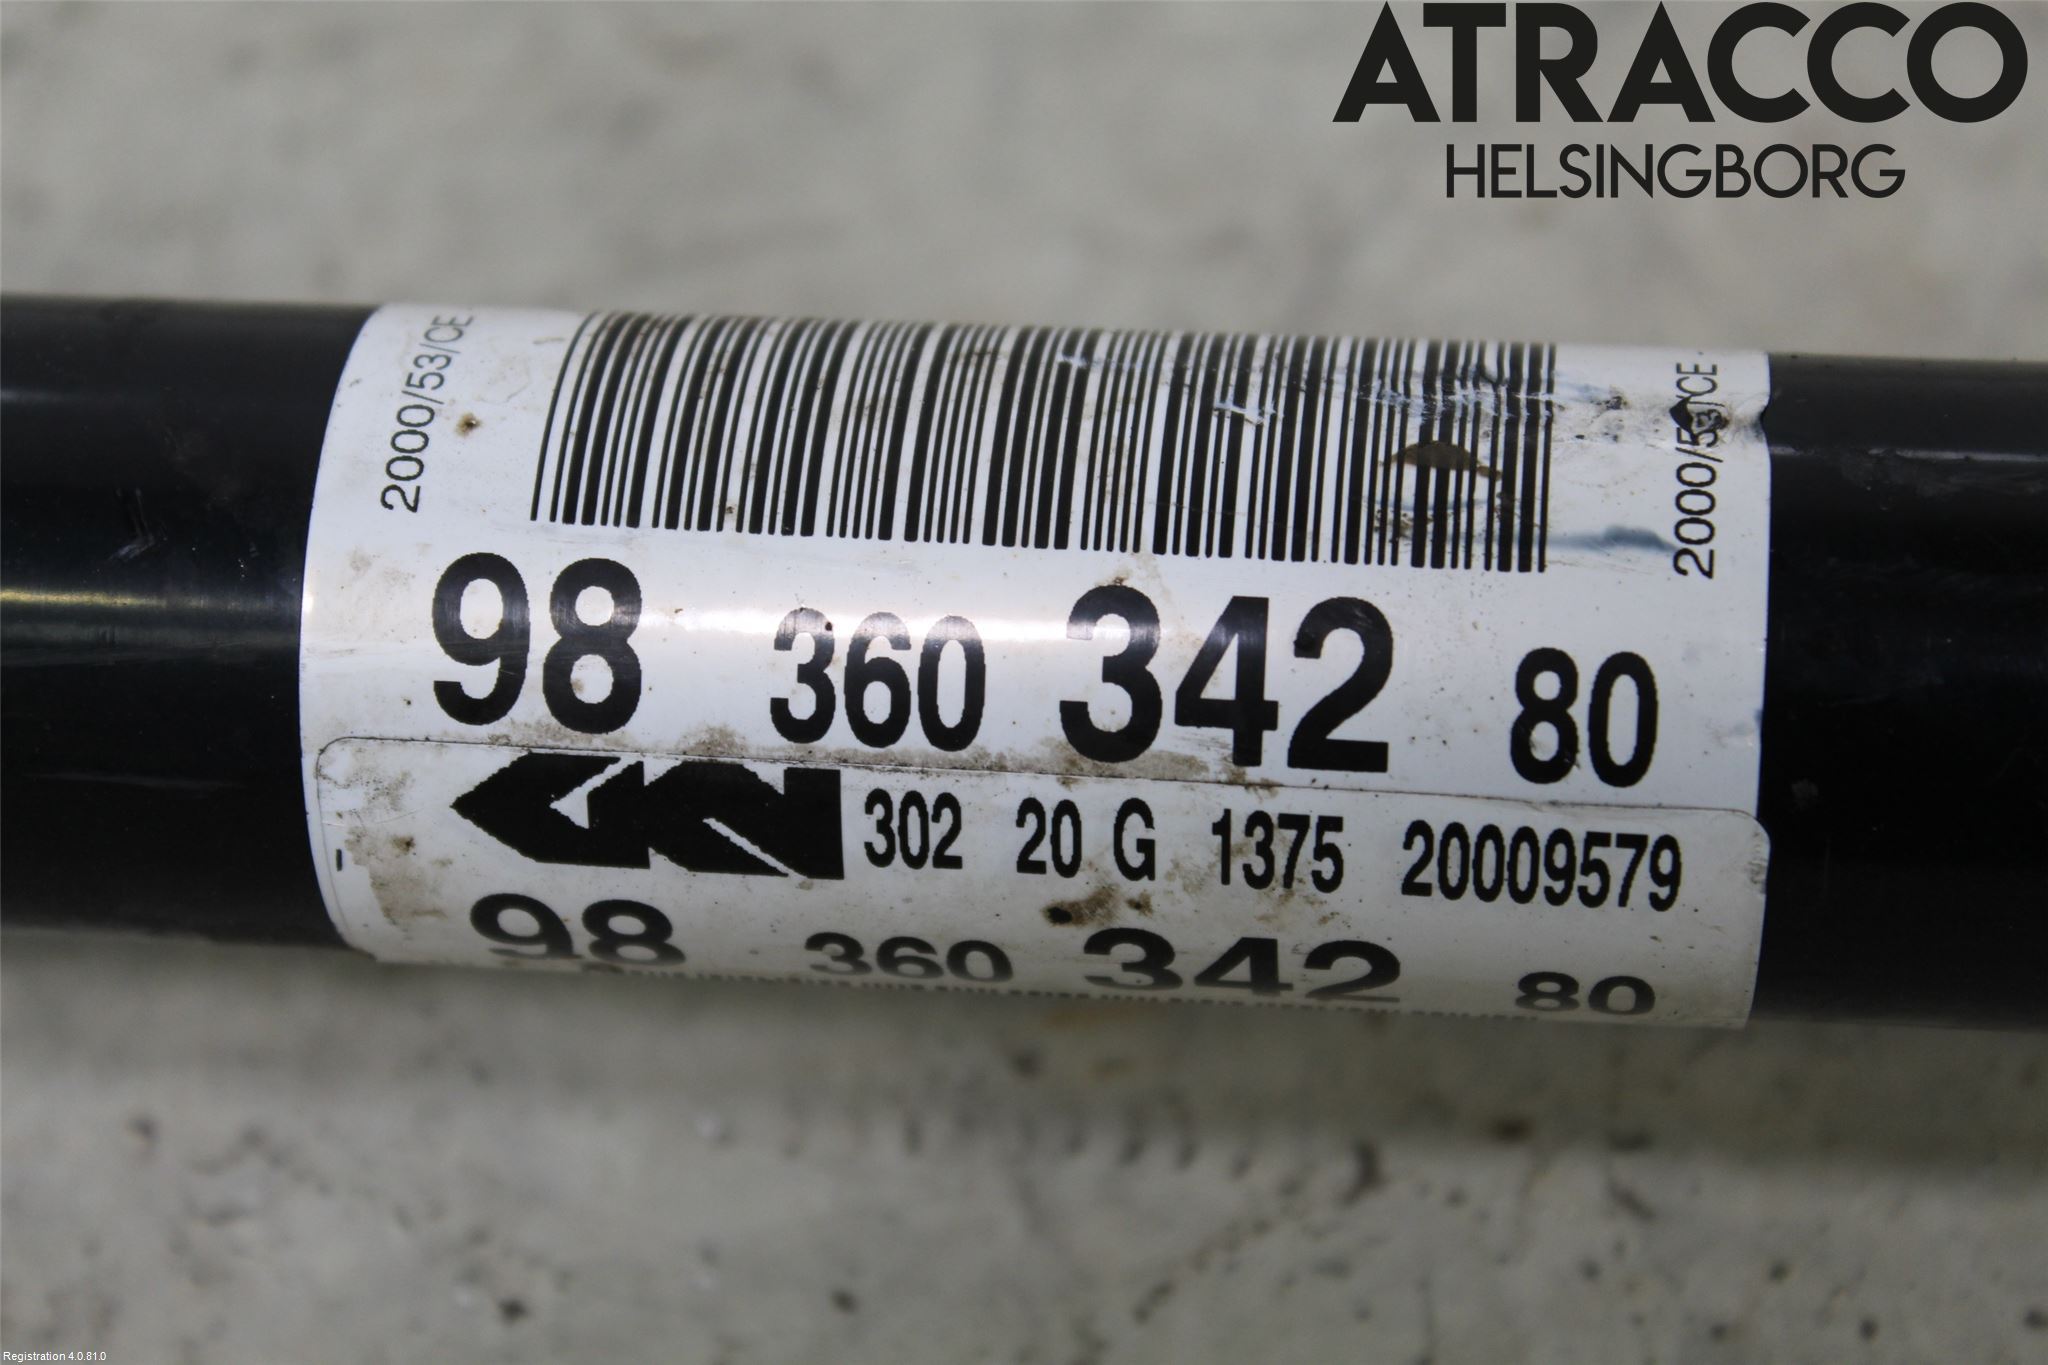 ATRACCO
HELSINGBORG
2000/53/CE
2000/53/CE
98 360 342 80
302 20 G 1375 20009579
98 360 342 80
Registration 4.0.81.0